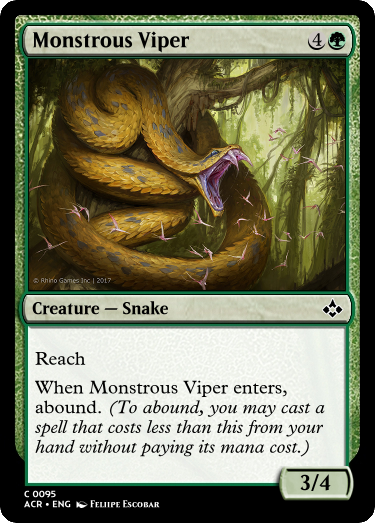 Monstrous Viper 4
© Rhino Games Inc | 2017
Creature — Snake
Reach
When Monstrous Viper enters,
abound. (To abound, you may cast a
spell that costs less than this from your
hand without paying its mana cost.)
3/4
C 0095
ACR • ENG Feliipe Escobar